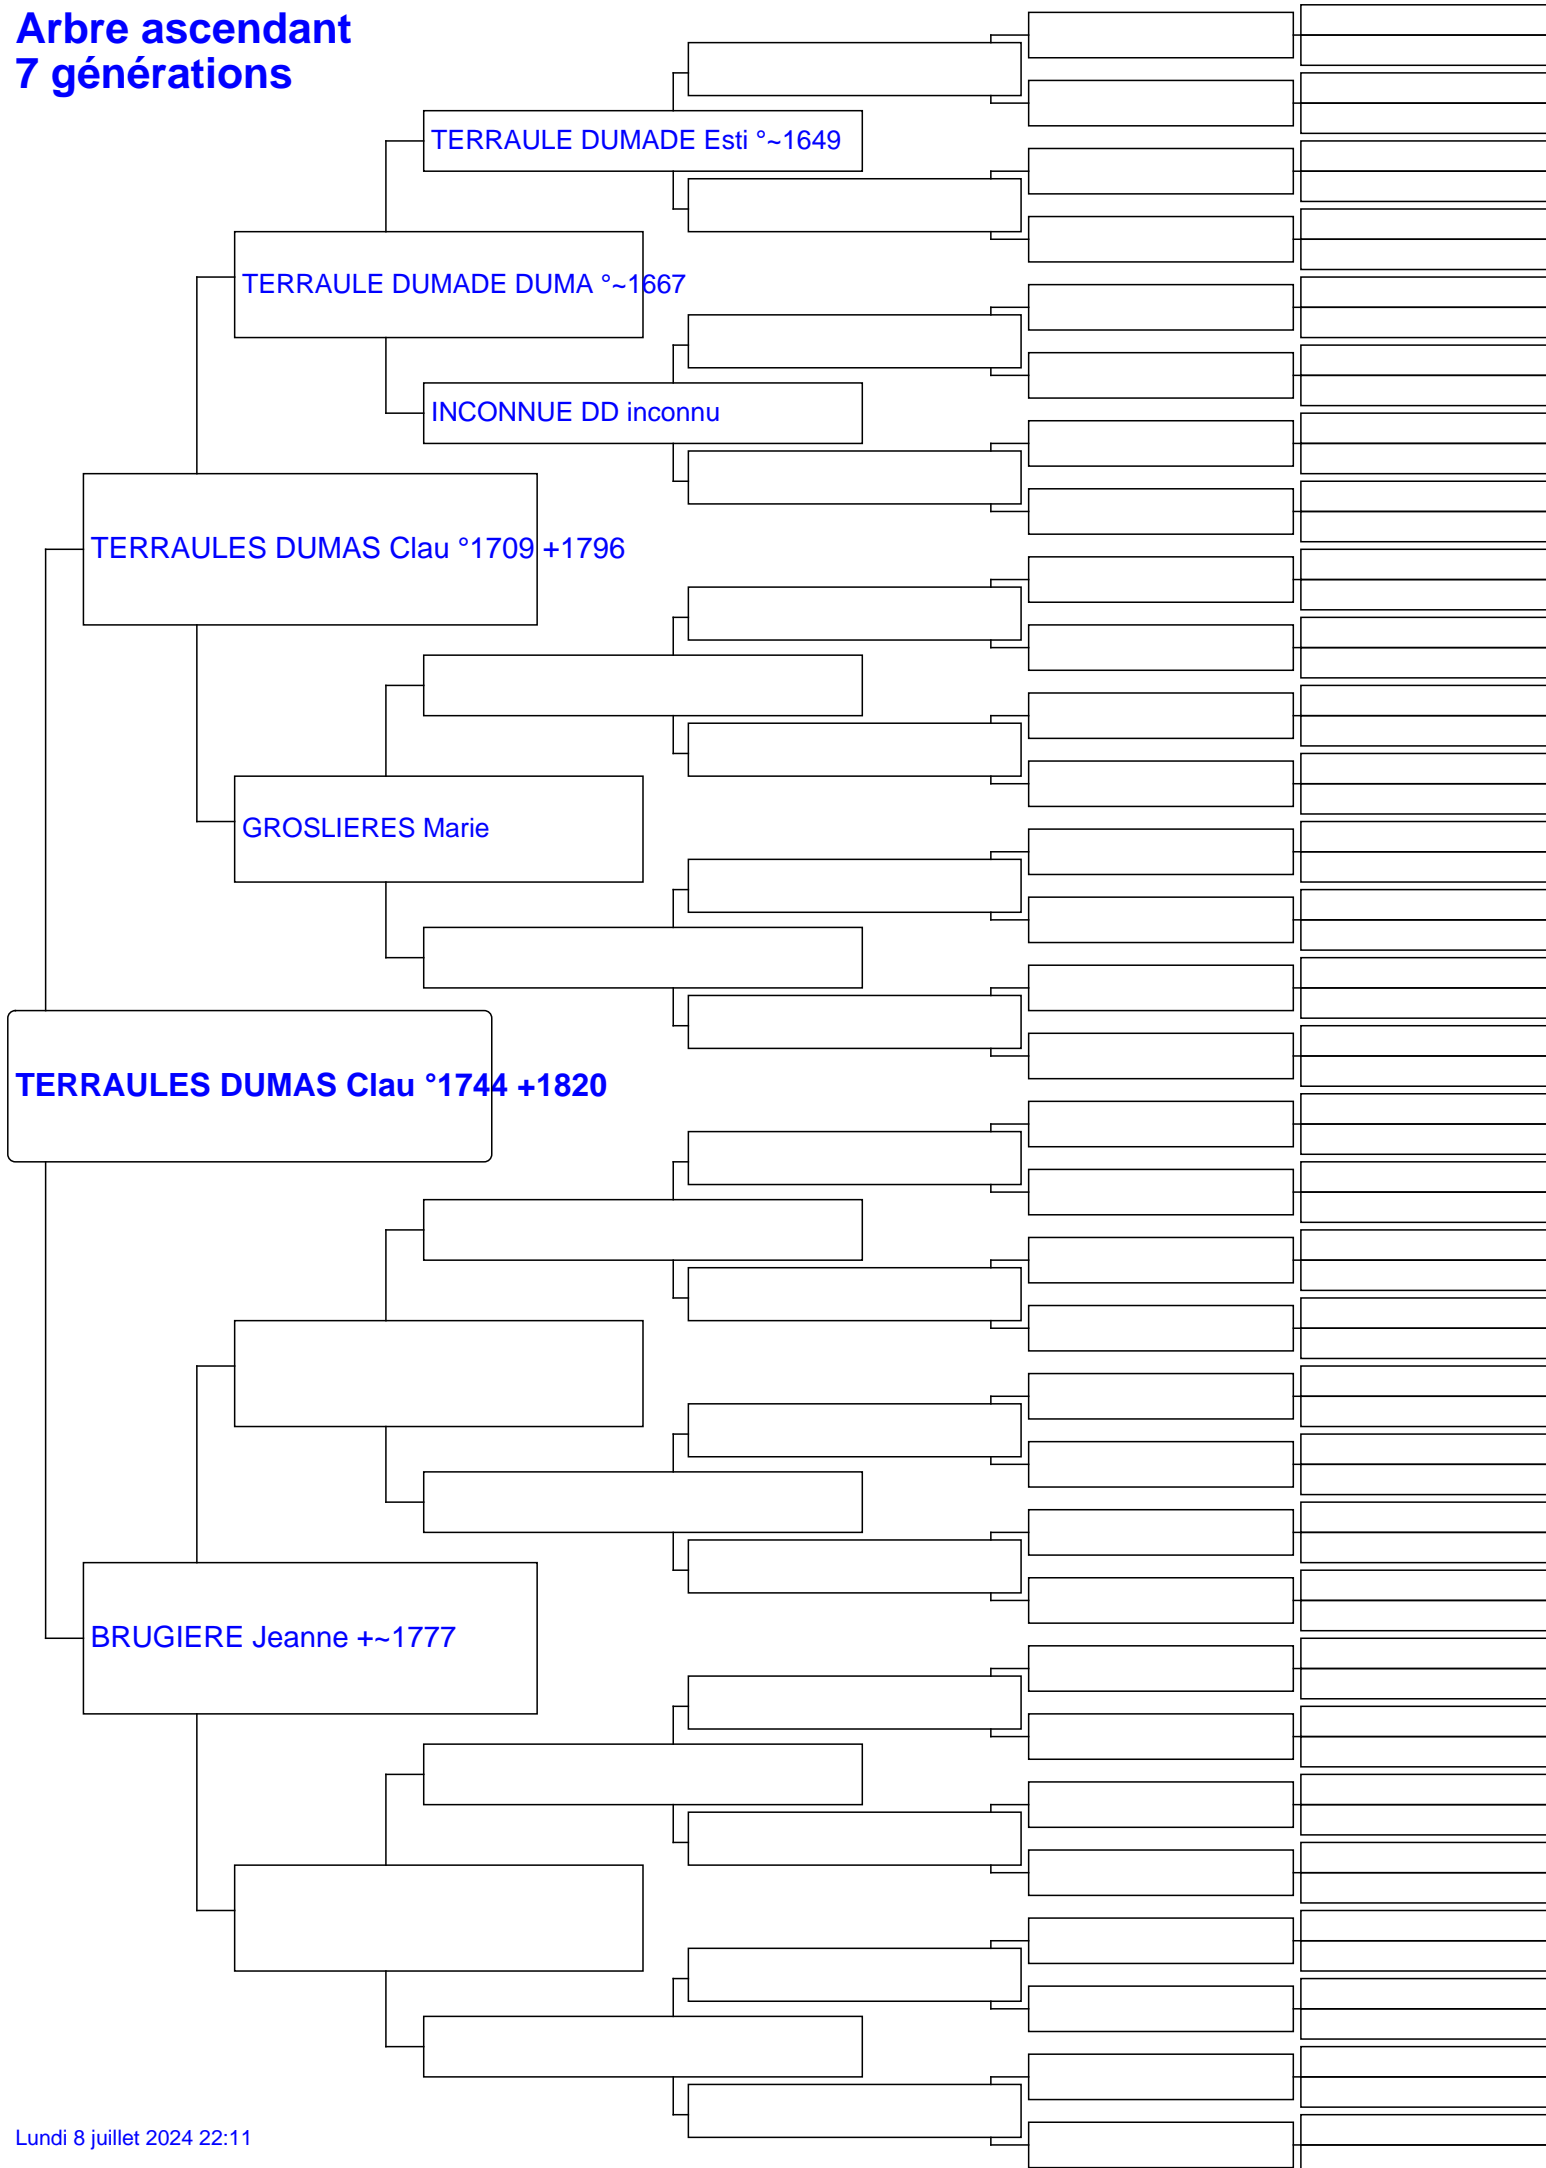 Arbre ascendant
7 générations
TERRAULE DUMADE Esti °~1649
TERRAULE DUMADE DUMA °~1667
INCONNUE DD inconnu
TERRAULES DUMAS Clau °1709 +1796
GROSLIERES Marie
TERRAULES DUMAS Clau °1744 +1820
BRUGIERE Jeanne +~1777
Lundi 8 juillet 2024 22:11